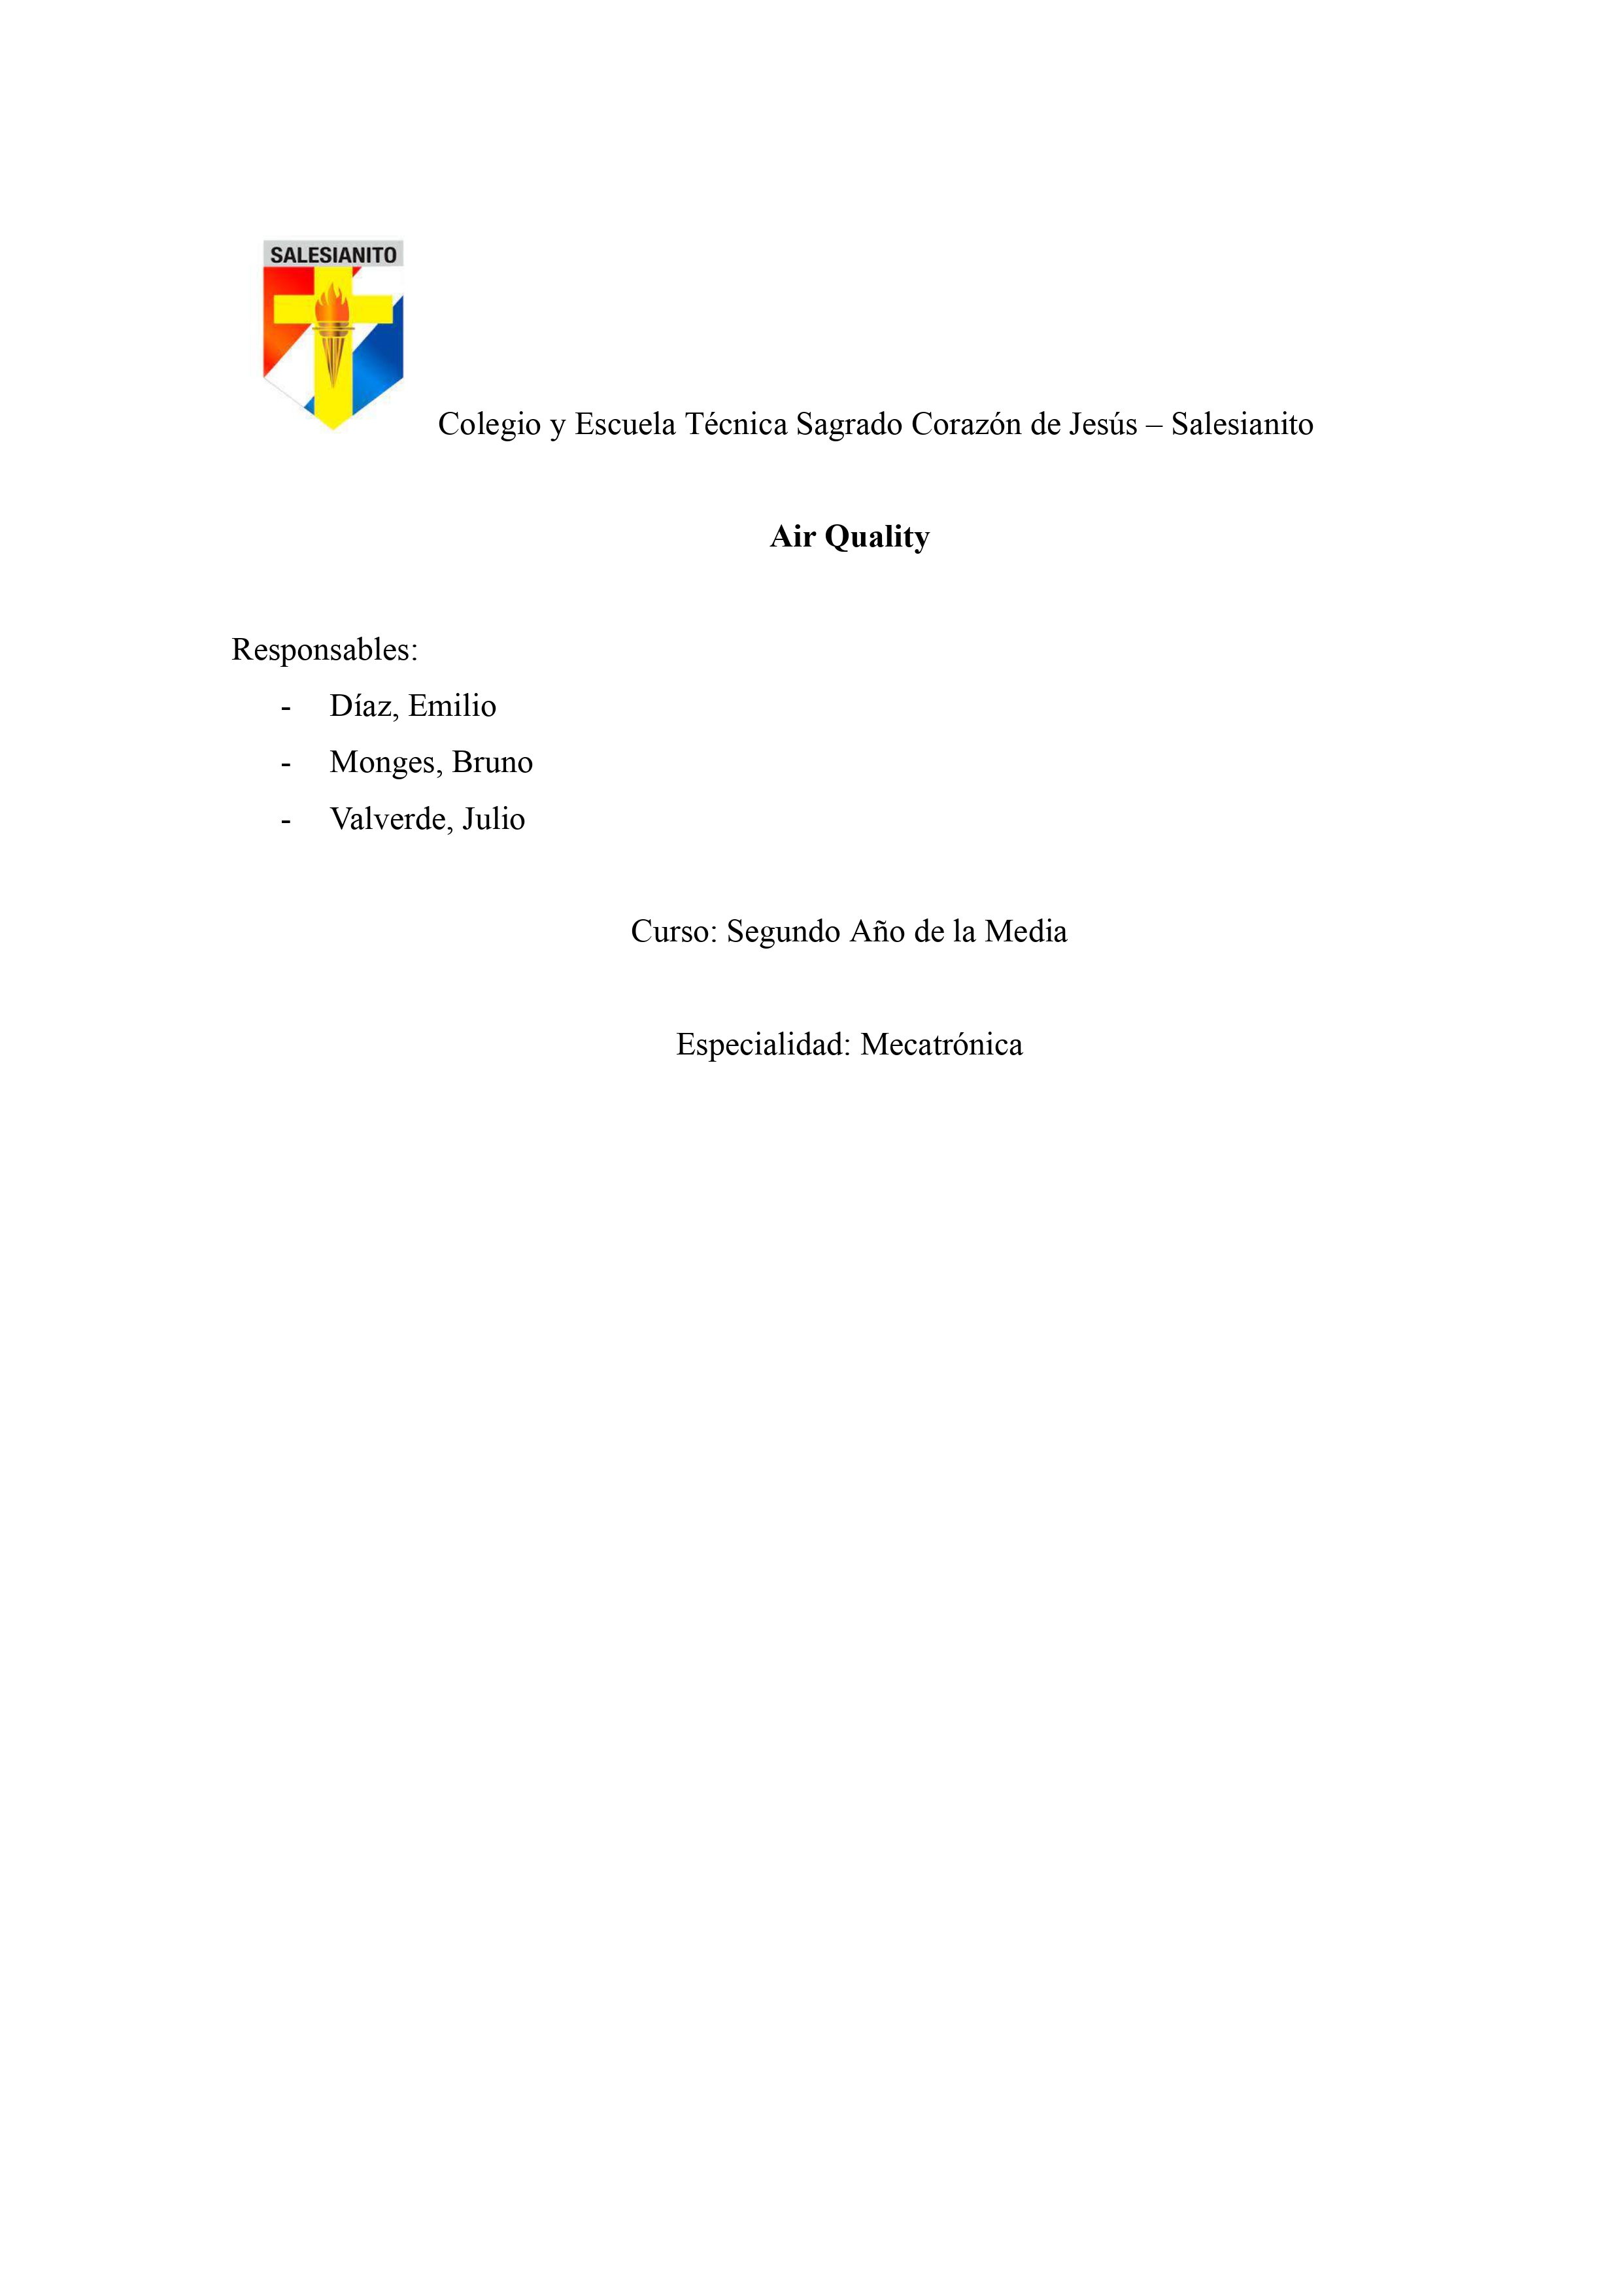 SALESIANITO
Colegio y Escuela Técnica Sagrado Corazón de Jesús – Salesianito
Air Quality
Responsables:
- Díaz, Emilio
- Monges, Bruno
- Valverde, Julio
Curso: Segundo Año de la Media
Especialidad: Mecatrónica